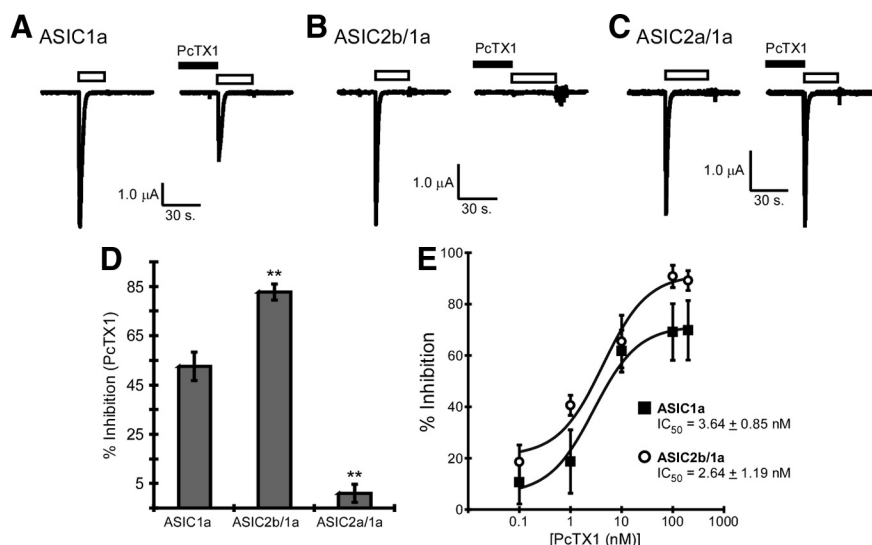 A
ASIC1a
PcTX1
1.0 µA
30 s.
B
ASIC2b/1a
PcTX1
1.0 µA
30 s.
C
ASIC2a/1a
PcTX1
1.0 µA
30 s.
D
% Inhibition (PcTX1)
85
65
45
25
5
**
**
ASIC1a
ASIC2b/1a
ASIC2a/1a
E
% Inhibition
100
80
60
40
20
0
0.1
1
10
100
1000
[PcTX1 (nM)]
ASIC1a
IC50 = 3.64 ± 0.85 nM
ASIC2b/1a
IC50 = 2.64 ± 1.19 nM